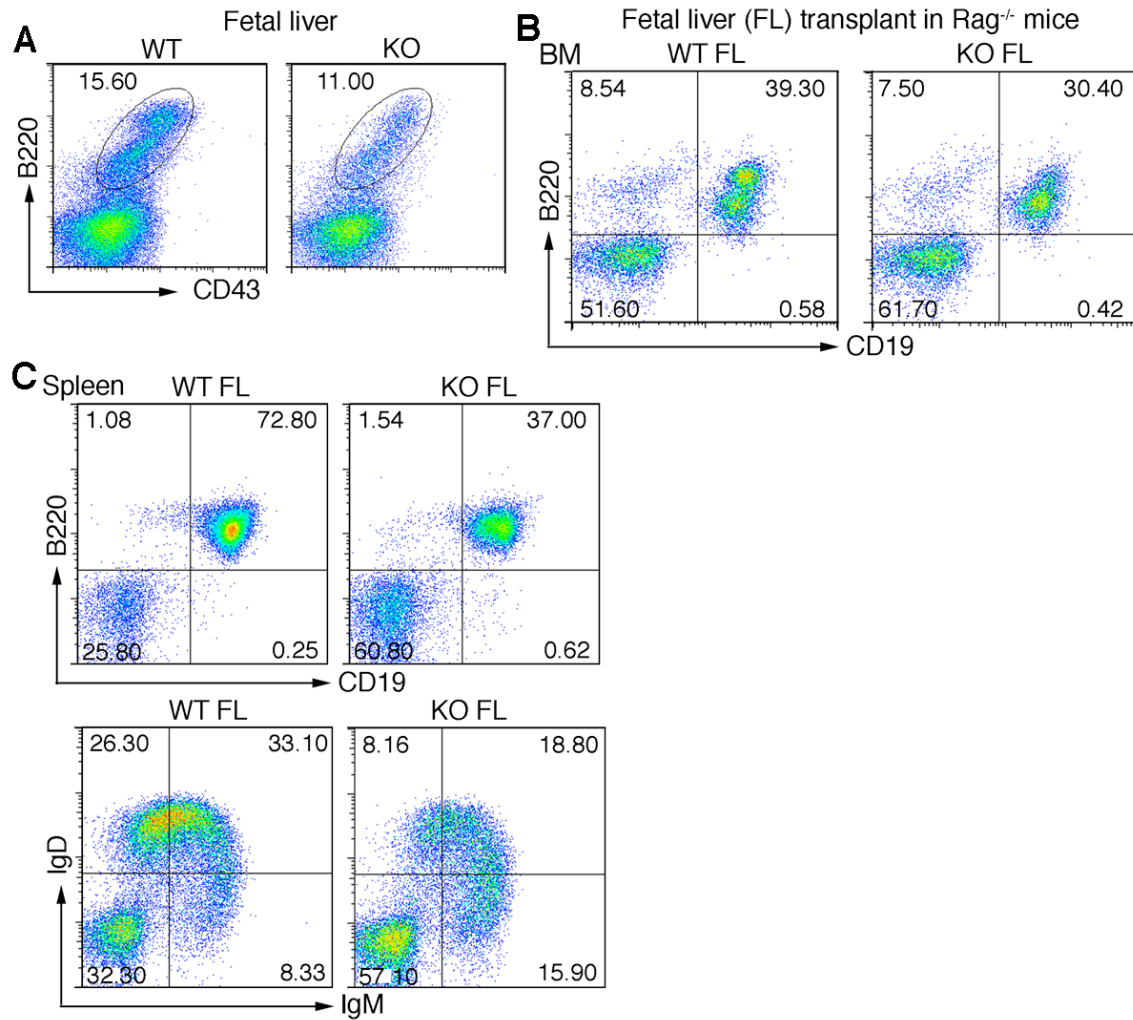 A
Fetal liver
WT
KO
15.60
11.00
B220
CD43
B
Fetal liver (FL) transplant in Rag-/- mice
BM
WT FL
KO FL
8.54
39.30
7.50
30.40
B220
51.60
0.58
61.70
0.42
CD19
C
Spleen
WT FL
KO FL
1.08
72.80
1.54
37.00
B220
25.80
0.25
60.80
0.62
CD19
WT FL
KO FL
26.30
33.10
8.16
18.80
IgD
32.30
8.33
57.10
15.90
IgM